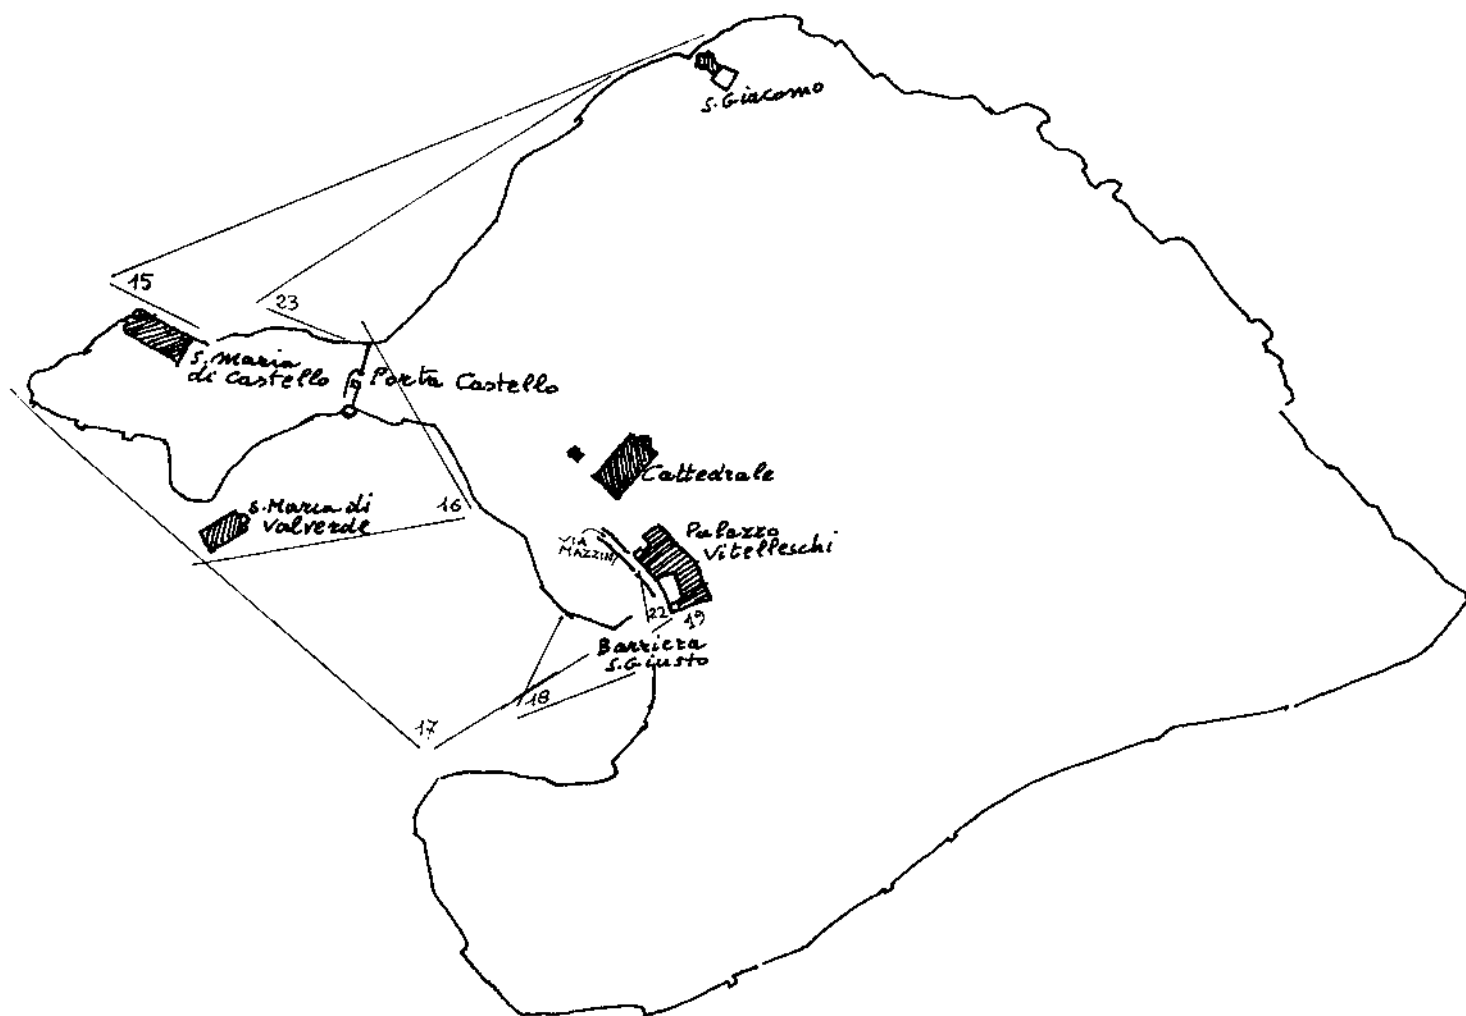 S. Giacomo
15
23
S. Maria
di Castello
Porta Castello
Cattedrale
16
S. Maria di
Valverde
VIA
MAZZINI
Palazzo
Vitelleschi
22
19
Barriera
S. Giusto
18
17